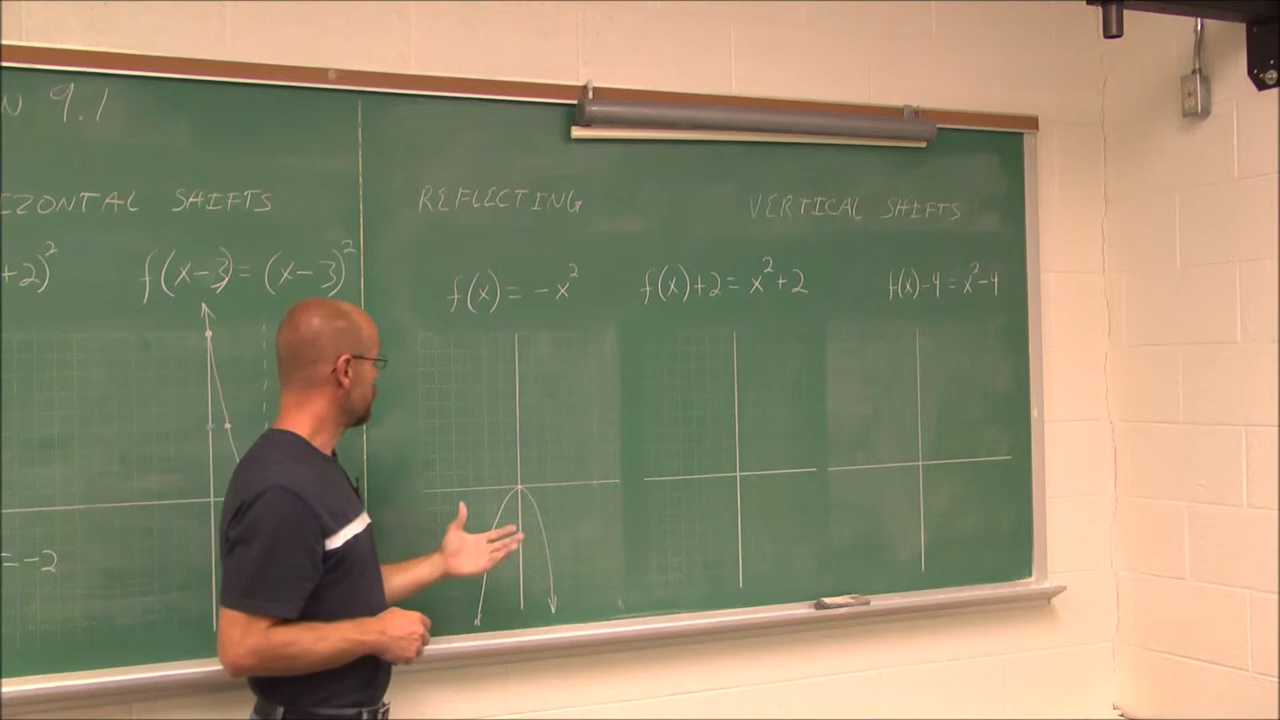 N 9.1
IZONTAL SHIFTS
REFLECTING
VERTICAL SHIFTS
+2)²
f(x-3)=(x-3)²
f(x)=-x²
f(x)+2=x²+2
f(x)-4=x²-4
=-2